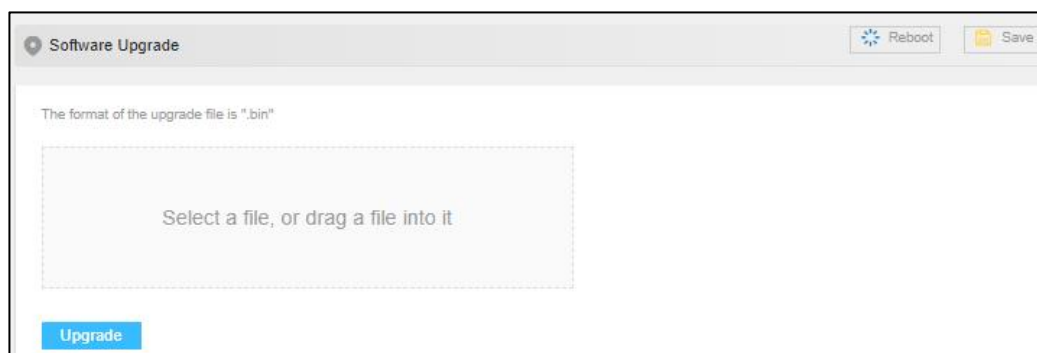 Software Upgrade
Reboot
Save
The format of the upgrade file is ".bin"
Select a file, or drag a file into it
Upgrade